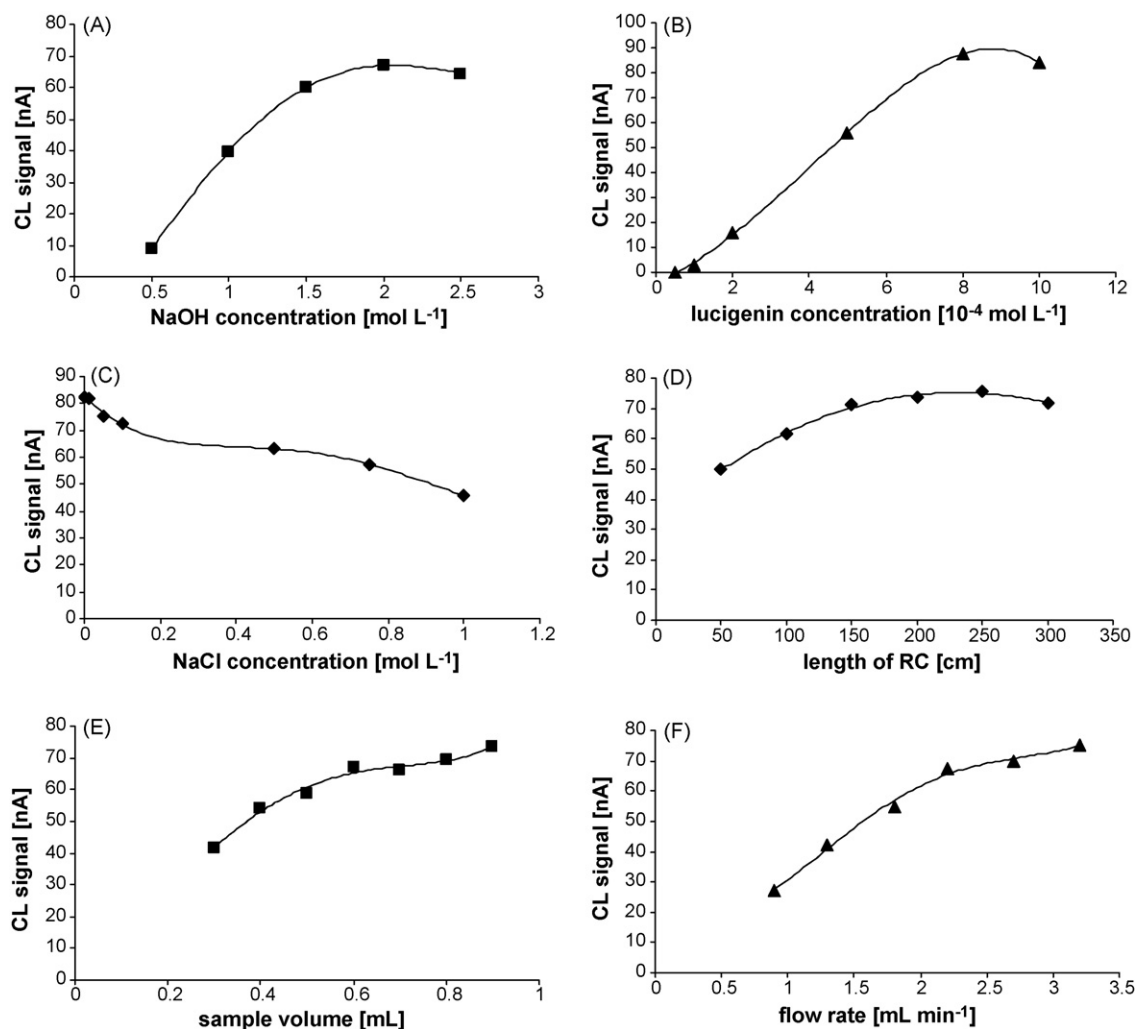 (A)
CL signal [nA]
80
70
60
50
40
30
20
10
0
0 0.5 1 1.5 2 2.5 3
NaOH concentration [mol L-1]
(B)
CL signal [nA]
100
90
80
70
60
50
40
30
20
10
0
0 2 4 6 8 10 12
lucigenin concentration [10-4 mol L-1]
(C)
CL signal [nA]
90
80
70
60
50
40
30
20
10
0
0 0.2 0.4 0.6 0.8 1 1.2
NaCl concentration [mol L-1]
(D)
CL signal [nA]
80
70
60
50
40
30
20
10
0
0 50 100 150 200 250 300 350
length of RC [cm]
(E)
CL signal [nA]
80
70
60
50
40
30
20
10
0
0 0.2 0.4 0.6 0.8 1
sample volume [mL]
(F)
CL signal [nA]
80
70
60
50
40
30
20
10
0
0 0.5 1 1.5 2 2.5 3 3.5
flow rate [mL min-1]